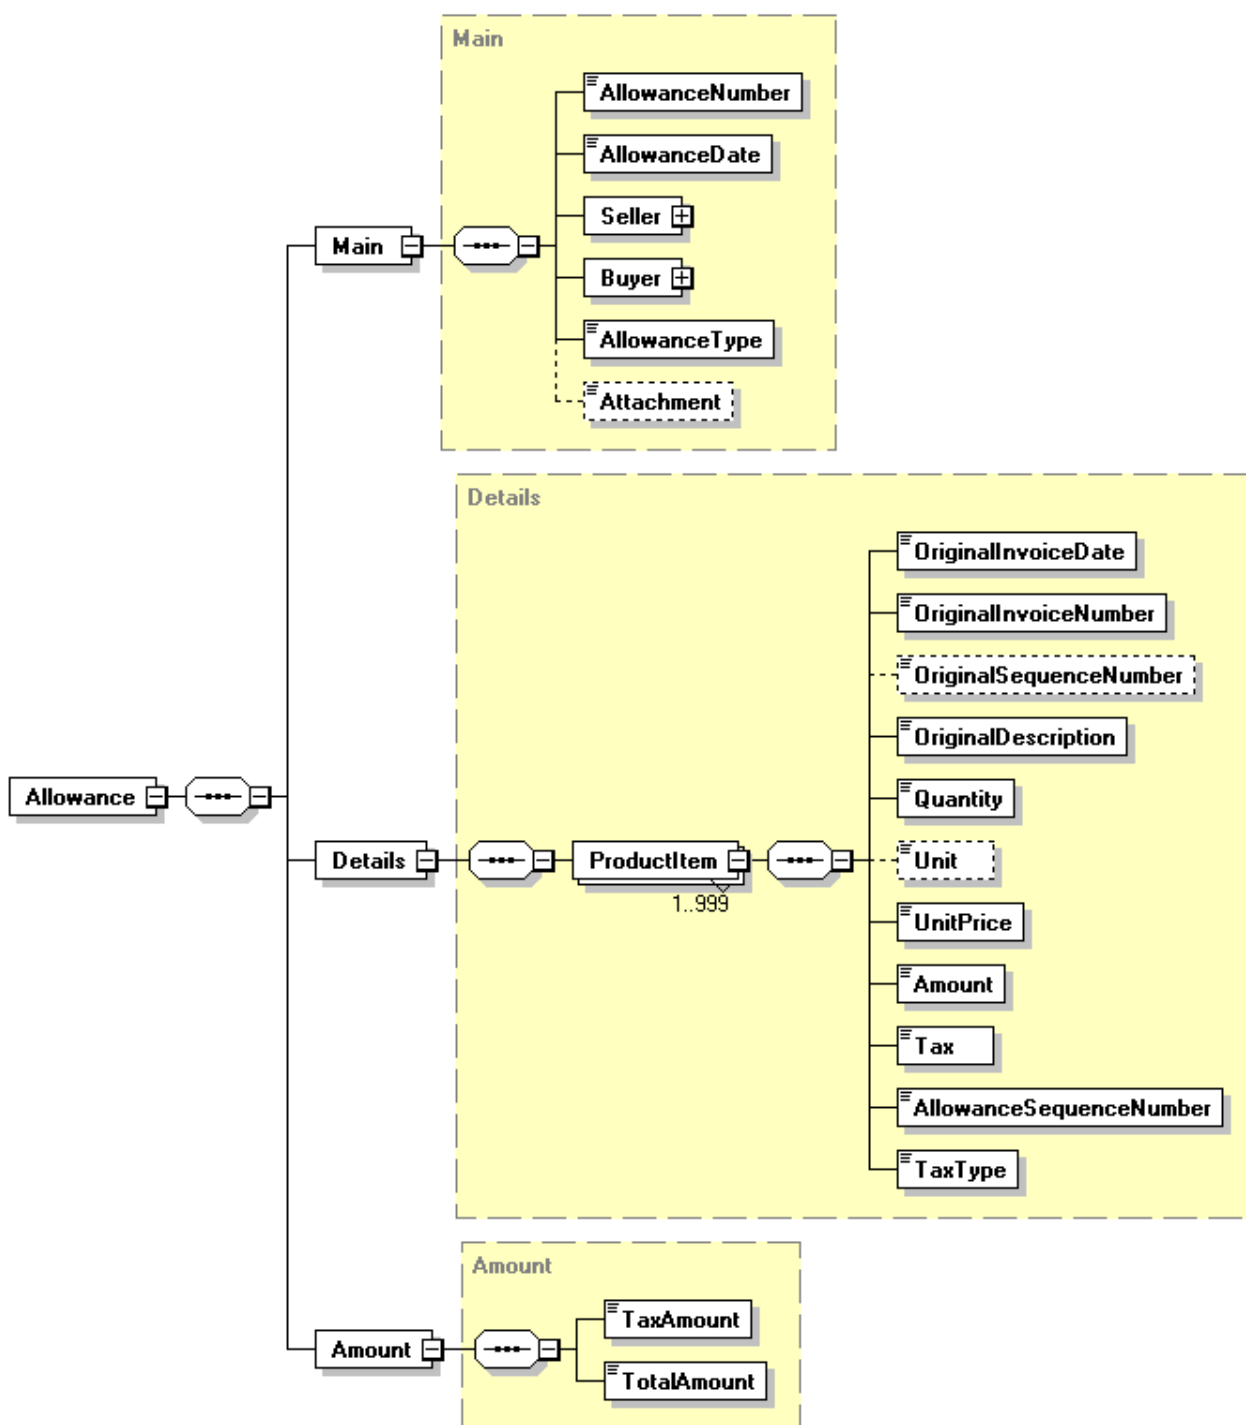 Main
AllowanceNumber
AllowanceDate
Seller
Main
Buyer
AllowanceType
Attachment
Details
OriginalInvoiceDate
OriginalInvoiceNumber
OriginalSequenceNumber
OriginalDescription
Allowance
Quantity
Details
ProductItem
1..999
Unit
UnitPrice
Amount
Tax
AllowanceSequenceNumber
TaxType
Amount
TaxAmount
Amount
TotalAmount